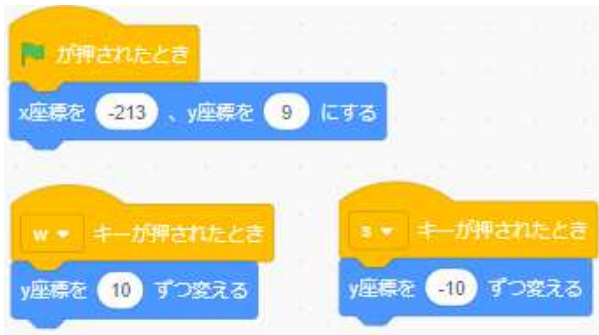 が押されたとき
x座標を -213 、y座標を 9 にする
w キーが押されたとき
y座標を 10 ずつ変える
s キーが押されたとき
y座標を -10 ずつ変える